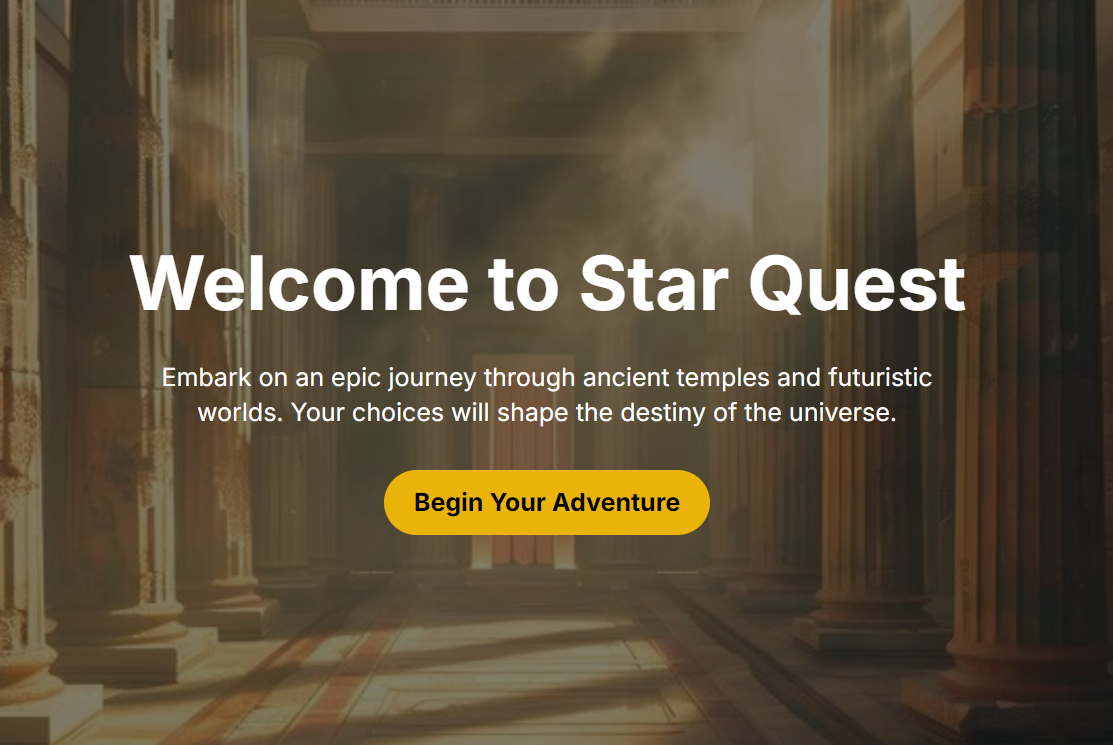 Welcome to Star Quest
Embark on an epic journey through ancient temples and futuristic
worlds. Your choices will shape the destiny of the universe.
Begin Your Adventure